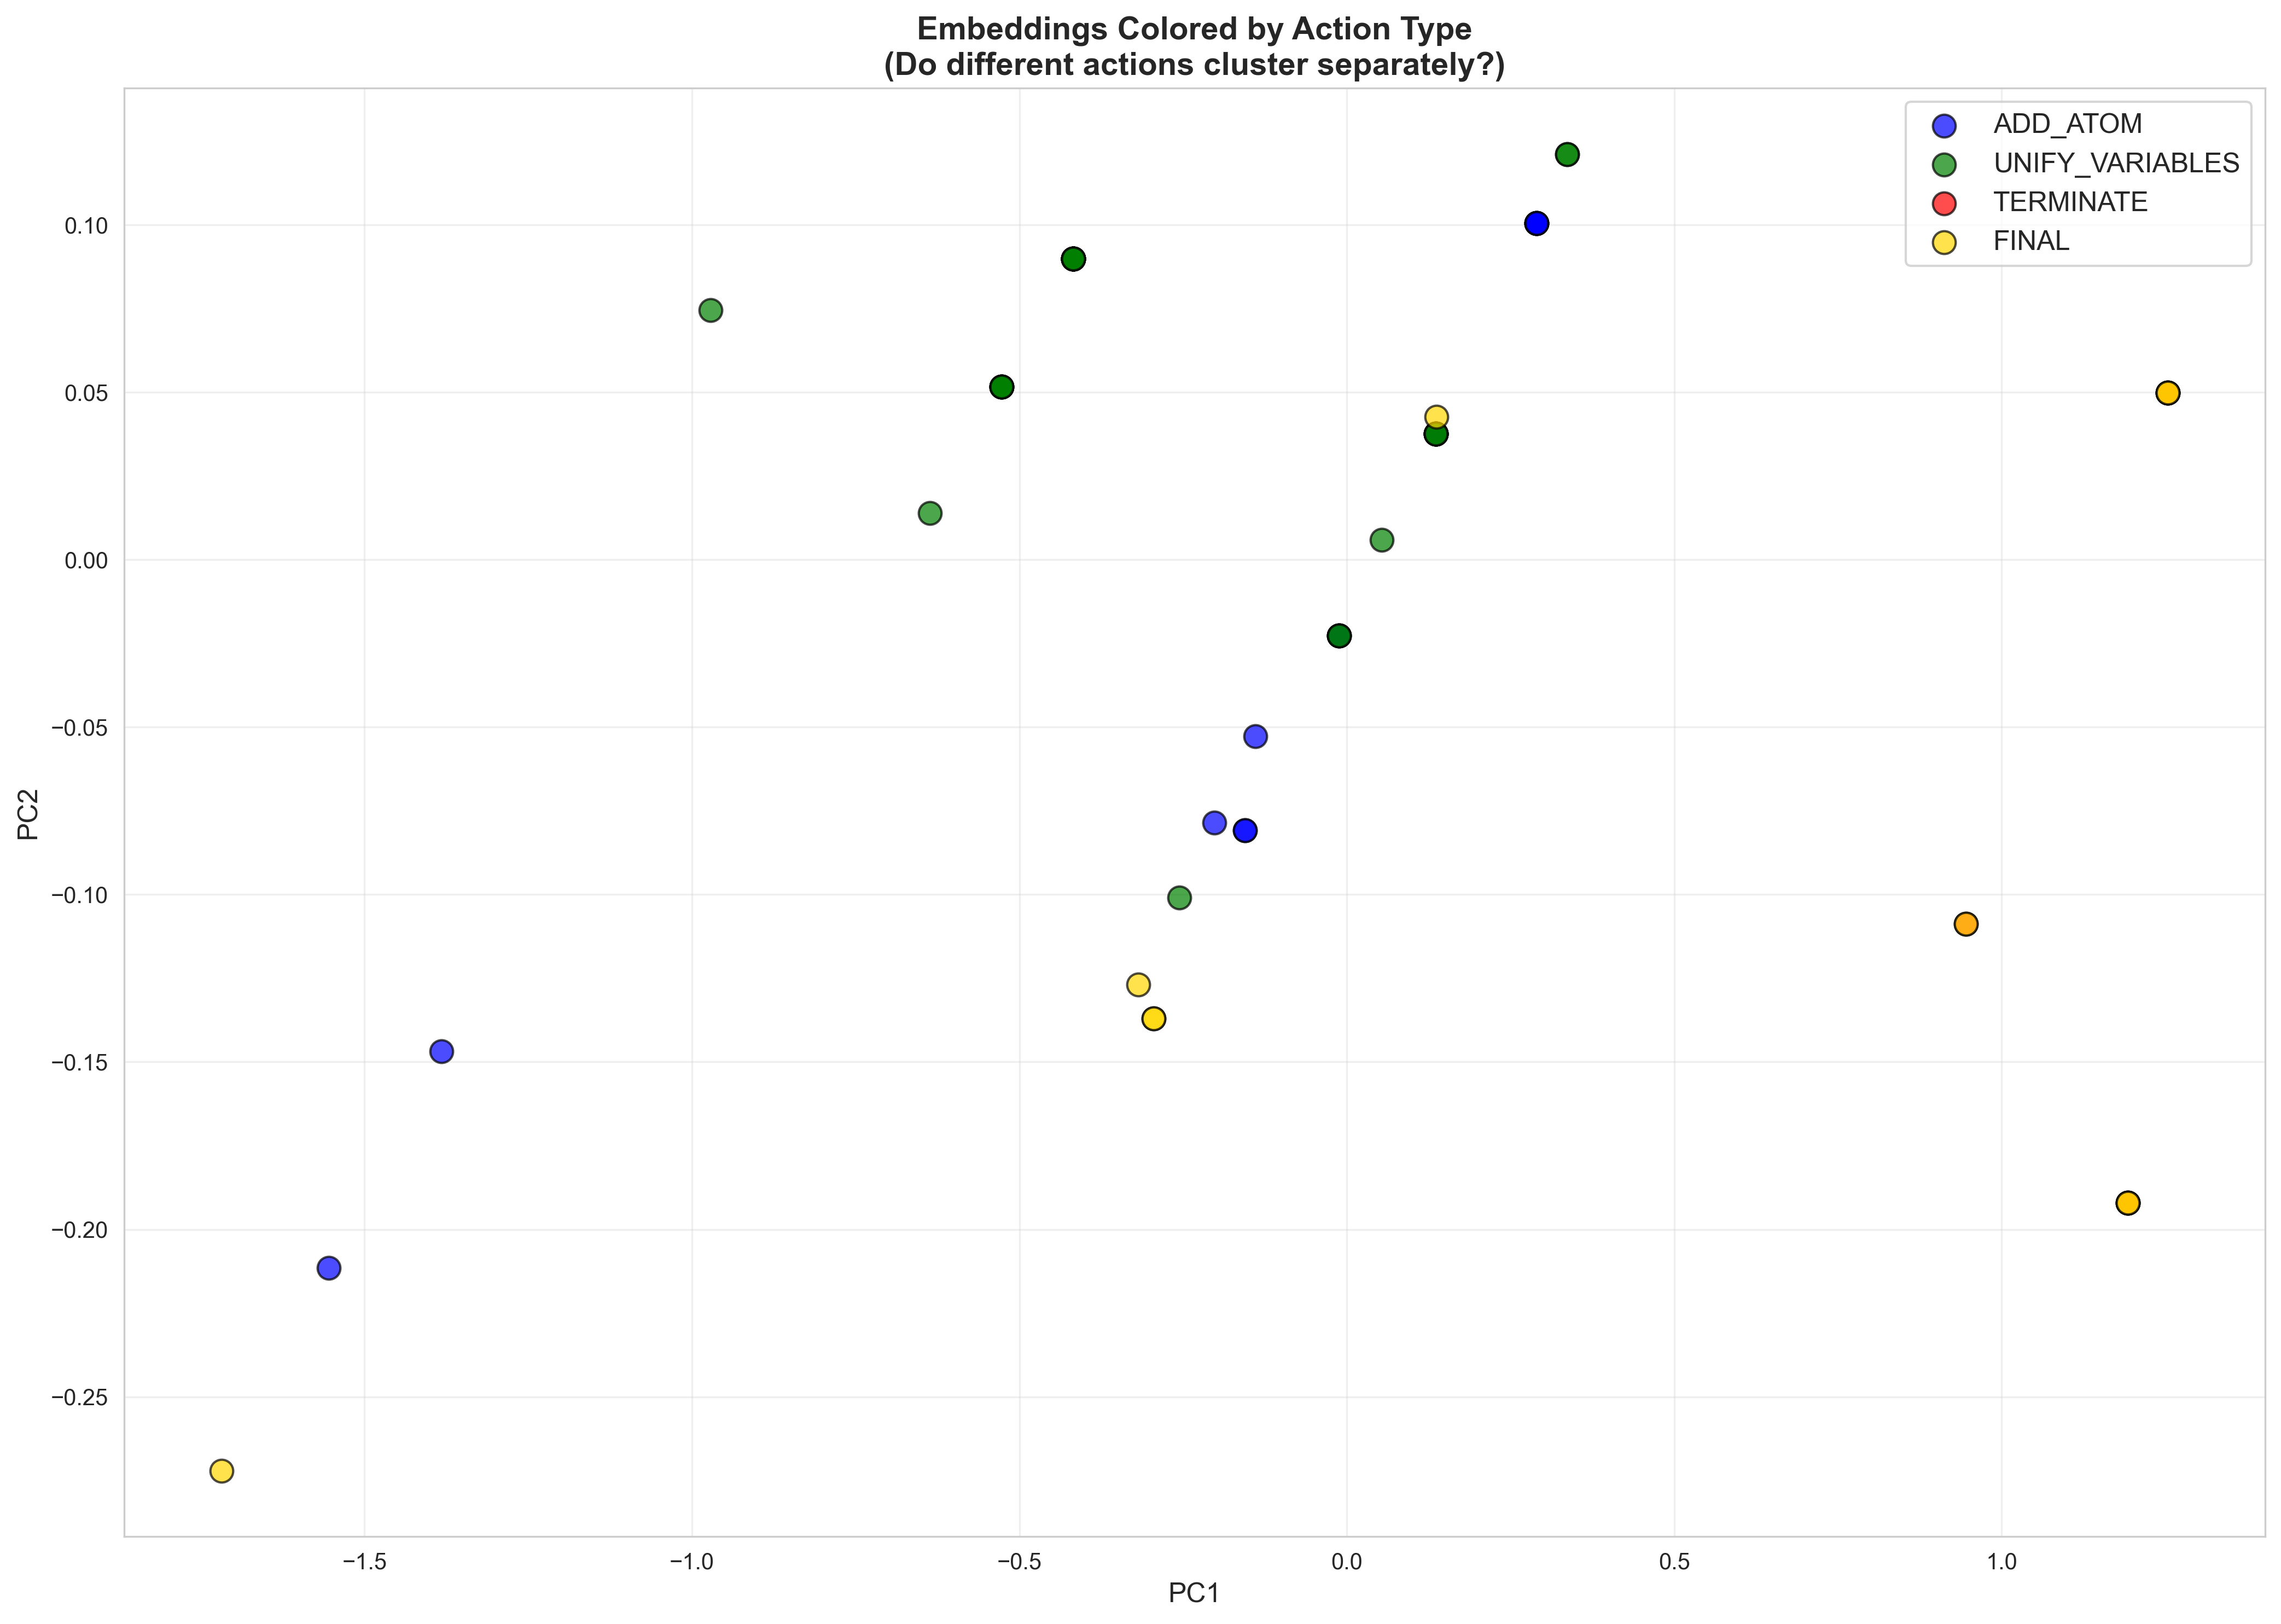 Embeddings Colored by Action Type
(Do different actions cluster separately?)
ADD_ATOM
UNIFY_VARIABLES
TERMINATE
FINAL
0.10
0.05
0.00
−0.05
−0.10
−0.15
−0.20
−0.25
PC2
−1.5
−1.0
−0.5
0.0
0.5
1.0
PC1